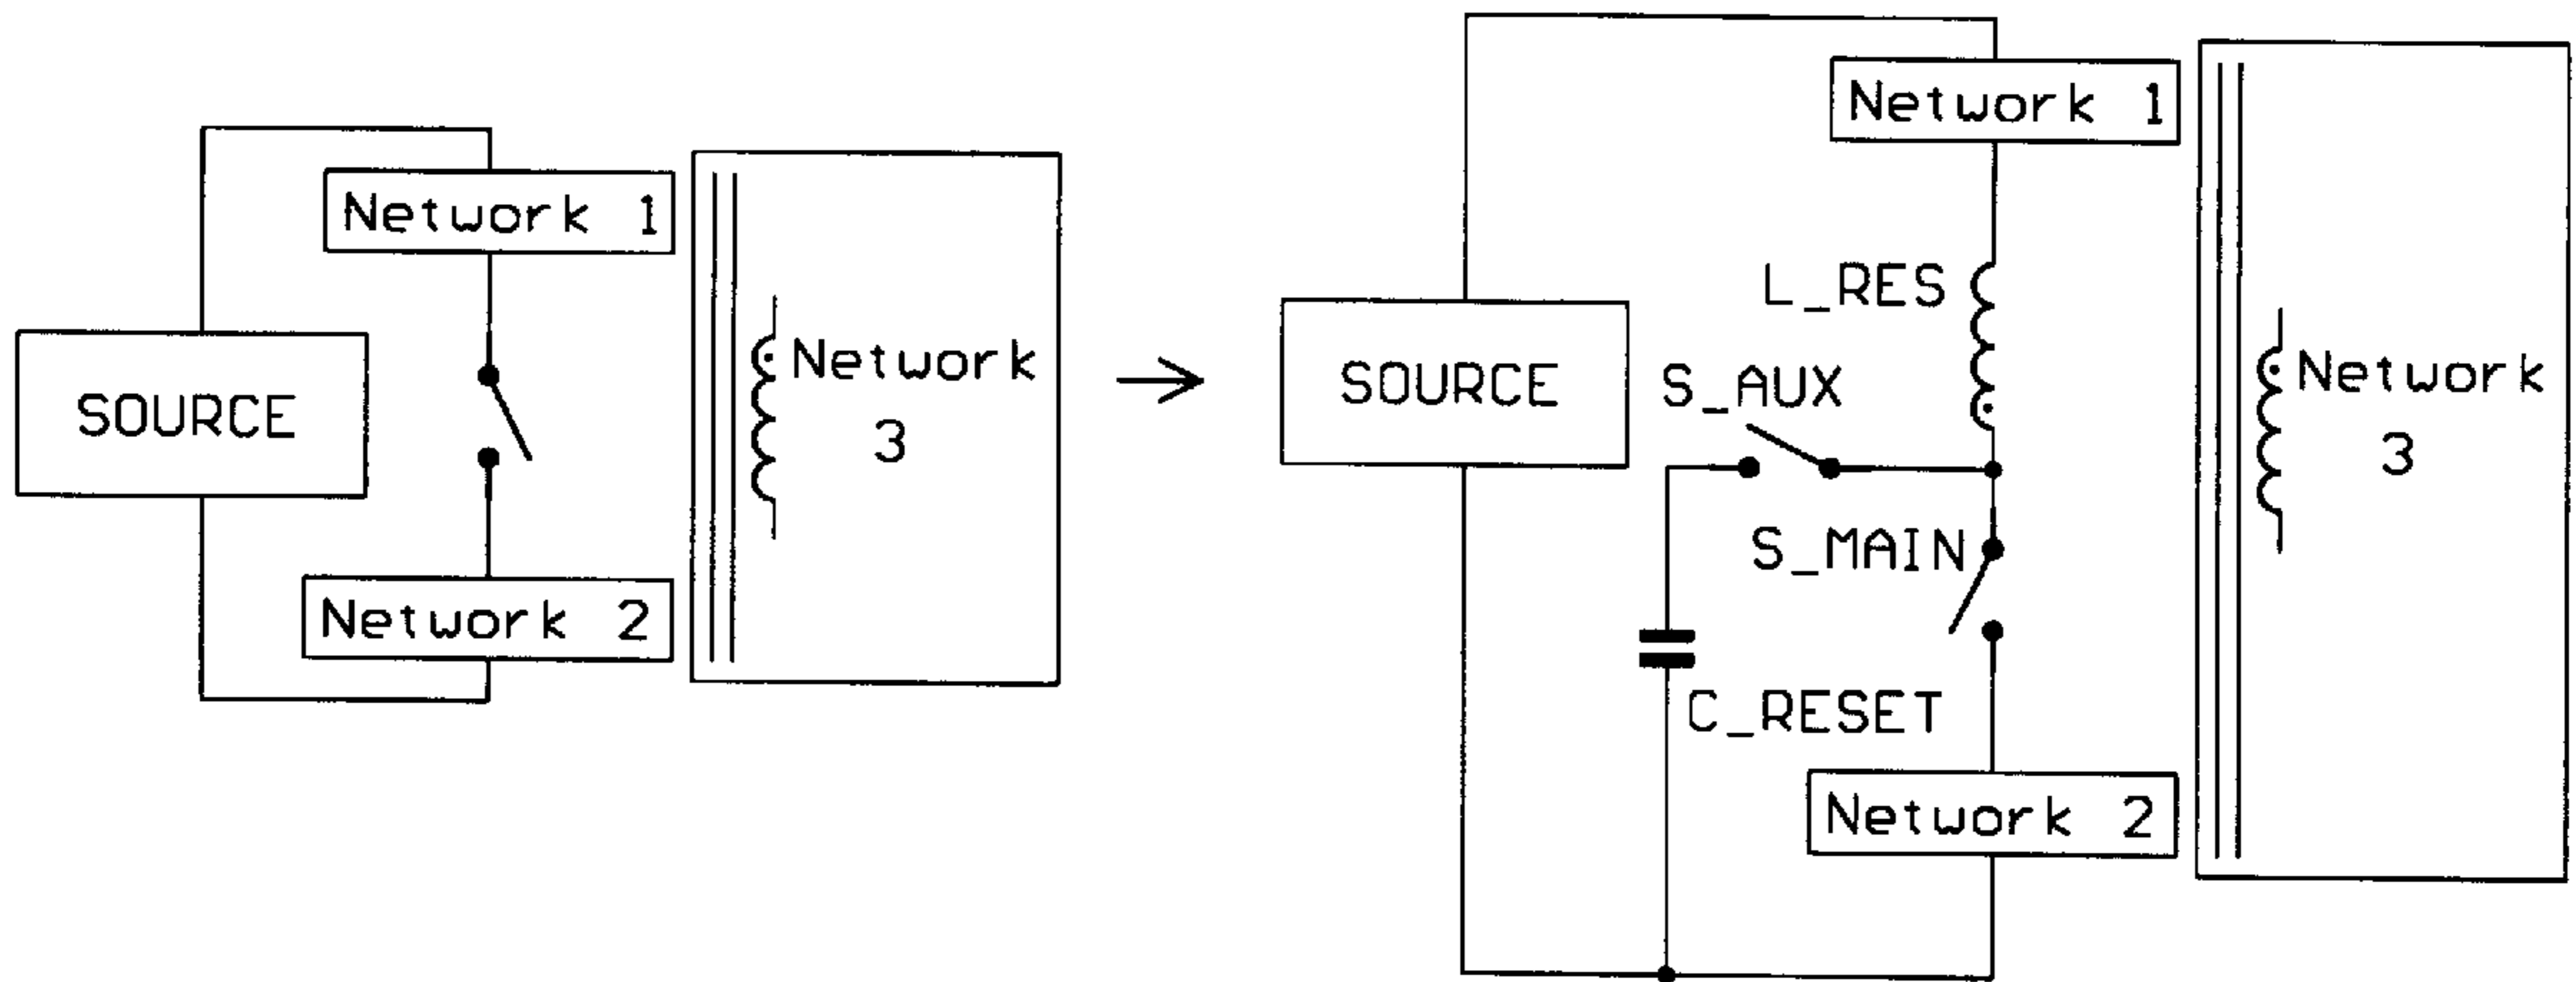 Network 1
SOURCE
Network
3
Network 2
Network 1
L_RES
SOURCE
S_AUX
Network
3
S_MAIN
C_RESET
Network 2